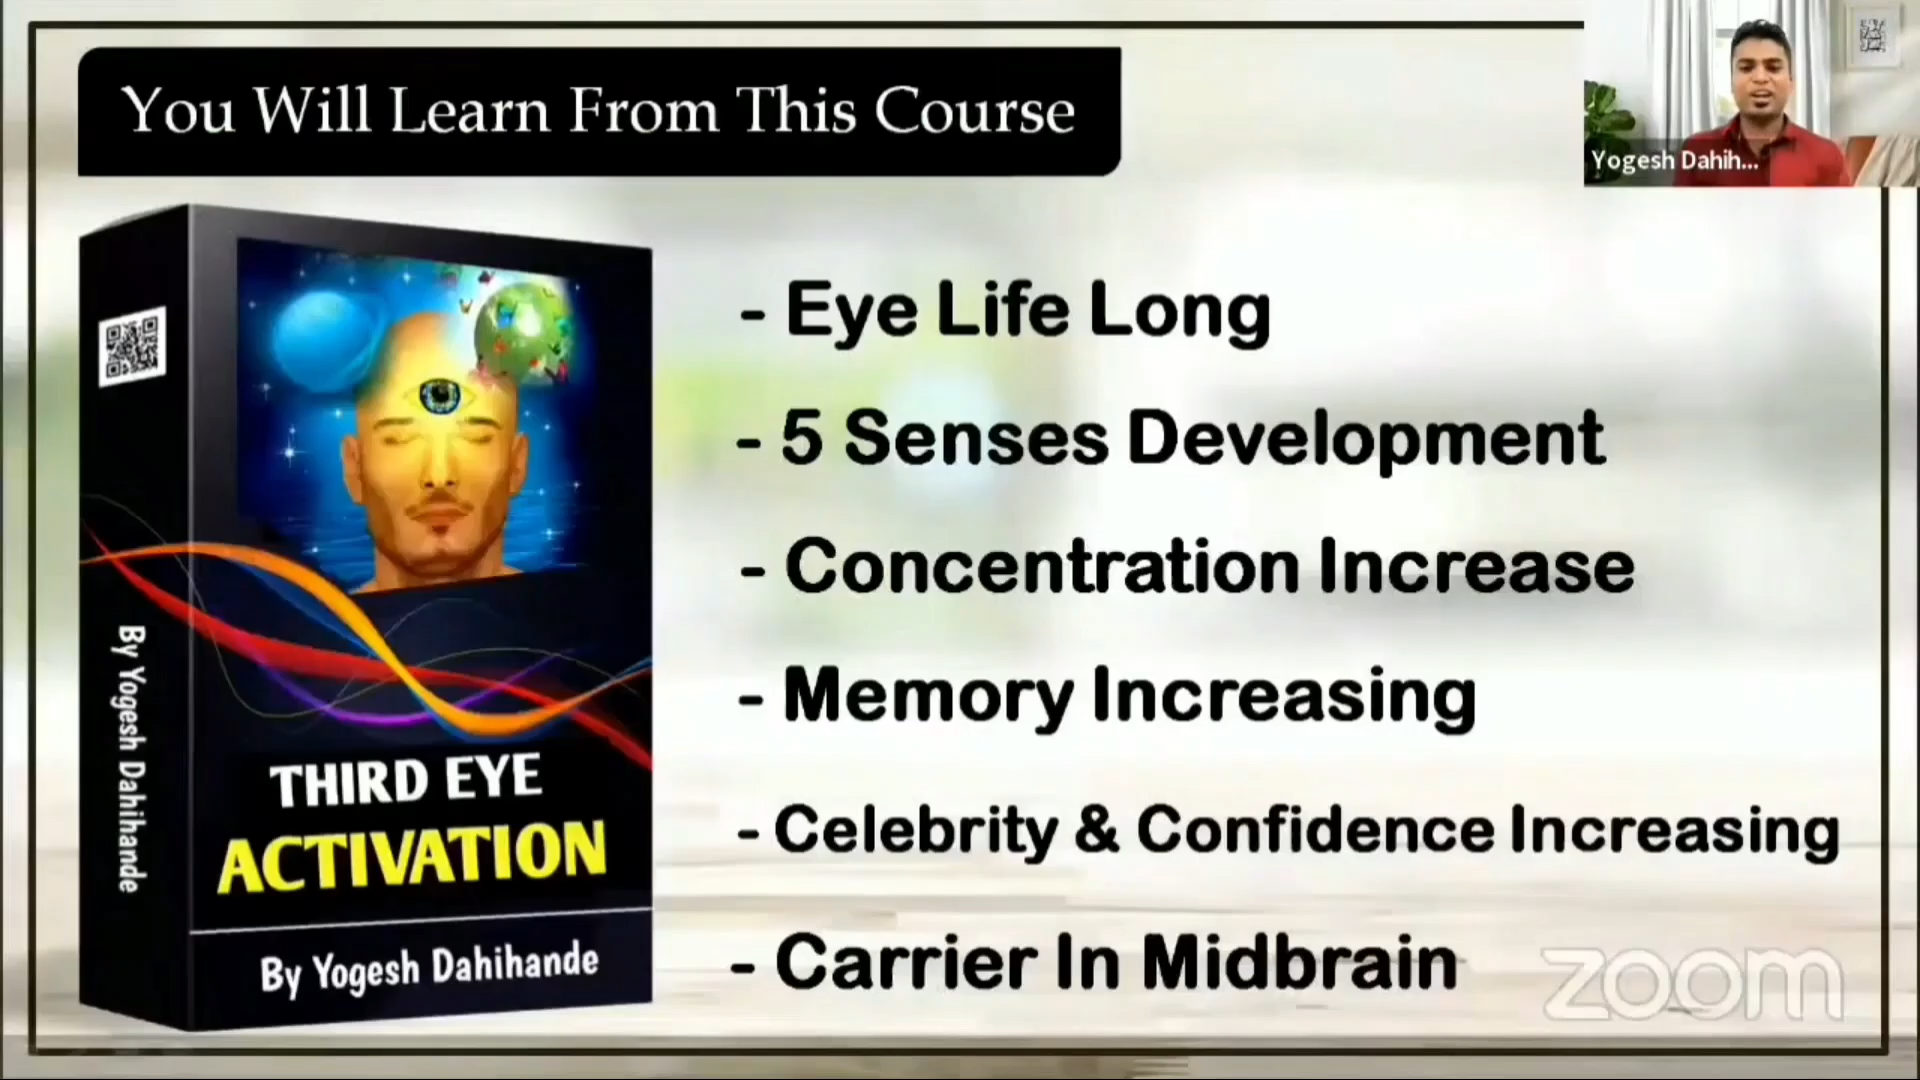 You Will Learn From This Course
Yogesh Dahih...
By Yogesh Dahihande
THIRD EYE
ACTIVATION
By Yogesh Dahihande
- Eye Life Long
- 5 Senses Development
- Concentration Increase
- Memory Increasing
- Celebrity & Confidence Increasing
- Carrier In Midbrain
zoom